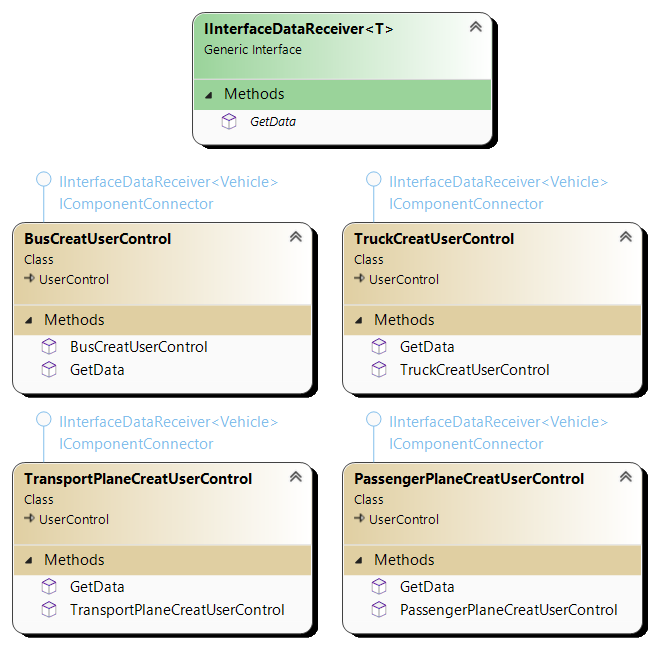 IInterfaceDataReceiver<T>
Generic Interface
Methods
GetData
IInterfaceDataReceiver<Vehicle>
IComponentConnector
BusCreatUserControl
Class
UserControl
Methods
BusCreatUserControl
GetData
IInterfaceDataReceiver<Vehicle>
IComponentConnector
TruckCreatUserControl
Class
UserControl
Methods
GetData
TruckCreatUserControl
IInterfaceDataReceiver<Vehicle>
IComponentConnector
TransportPlaneCreatUserControl
Class
UserControl
Methods
GetData
TransportPlaneCreatUserControl
IInterfaceDataReceiver<Vehicle>
IComponentConnector
PassengerPlaneCreatUserControl
Class
UserControl
Methods
GetData
PassengerPlaneCreatUserControl